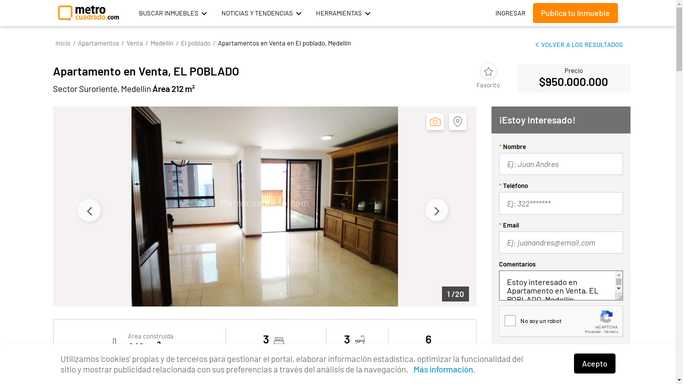 metro
cuadrado.com
BUSCAR INMUEBLES
NOTICIAS Y TENDENCIAS
HERRAMIENTAS
INGRESAR
Publica tu Inmueble
Inicio / Apartamentos / Venta / Medellín / El poblado / Apartamentos en Venta en El poblado, Medellín
VOLVER A LOS RESULTADOS
Apartamento en Venta, EL POBLADO
Sector Suroriente, Medellín Área 212 m²
Favorito
Precio
$950.000.000
1 / 20
¡Estoy Interesado!
* Nombre
Ej: Juan Andres
* Teléfono
Ej: 322*******
* Email
Ej: juanandres@email.com
Comentarios
Estoy interesado en
Apartamento en Venta, EL
POBLADO, Medellín
No soy un robot
reCAPTCHA
Privacidad - Términos
Área construida
3
3
6
Utilizamos 'cookies' propias y de terceros para gestionar el portal, elaborar información estadística, optimizar la funcionalidad del
sitio y mostrar publicidad relacionada con sus preferencias a través del análisis de la navegación. Más información.
Acepto